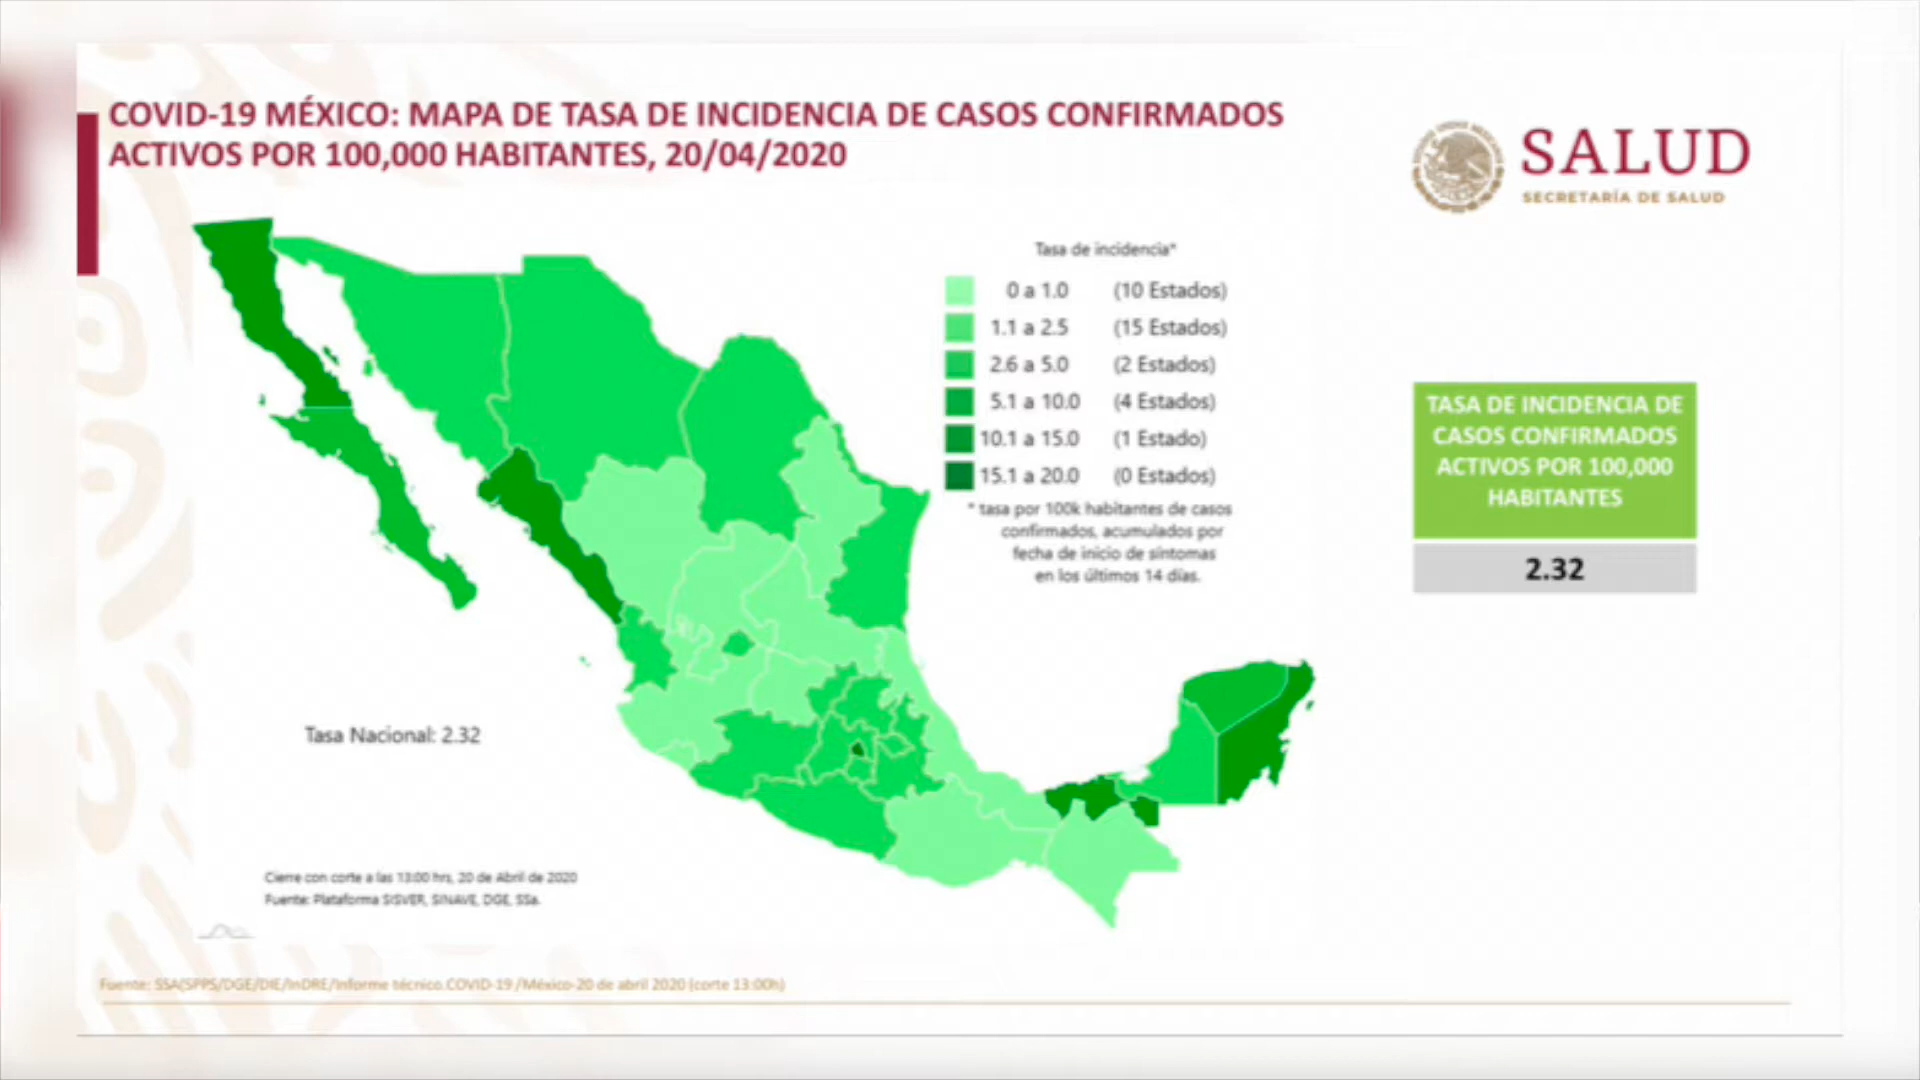 COVID-19 MÉXICO: MAPA DE TASA DE INCIDENCIA DE CASOS CONFIRMADOS
ACTIVOS POR 100,000 HABITANTES, 20/04/2020
SALUD
SECRETARÍA DE SALUD
Tasa de incidencia*
0 a 1.0 (10 Estados)
1.1 a 2.5 (15 Estados)
2.6 a 5.0 (2 Estados)
5.1 a 10.0 (4 Estados)
10.1 a 15.0 (1 Estado)
15.1 a 20.0 (0 Estados)
* tasa por 100k habitantes de casos
confirmados, acumulados por
fecha de inicio de síntomas
en los últimos 14 días.
TASA DE INCIDENCIA DE
CASOS CONFIRMADOS
ACTIVOS POR 100,000
HABITANTES
2.32
Tasa Nacional: 2.32
Cierre con corte a las 13:00 hrs, 20 de Abril de 2020
Fuente: Plataforma SISVER, SINAVE, DGE, SSa.
Fuente: SSA(SPPS/DGE/DIE/InDRE/Informe técnico.COVID-19/México-20 de abril 2020 (corte 13:00h)